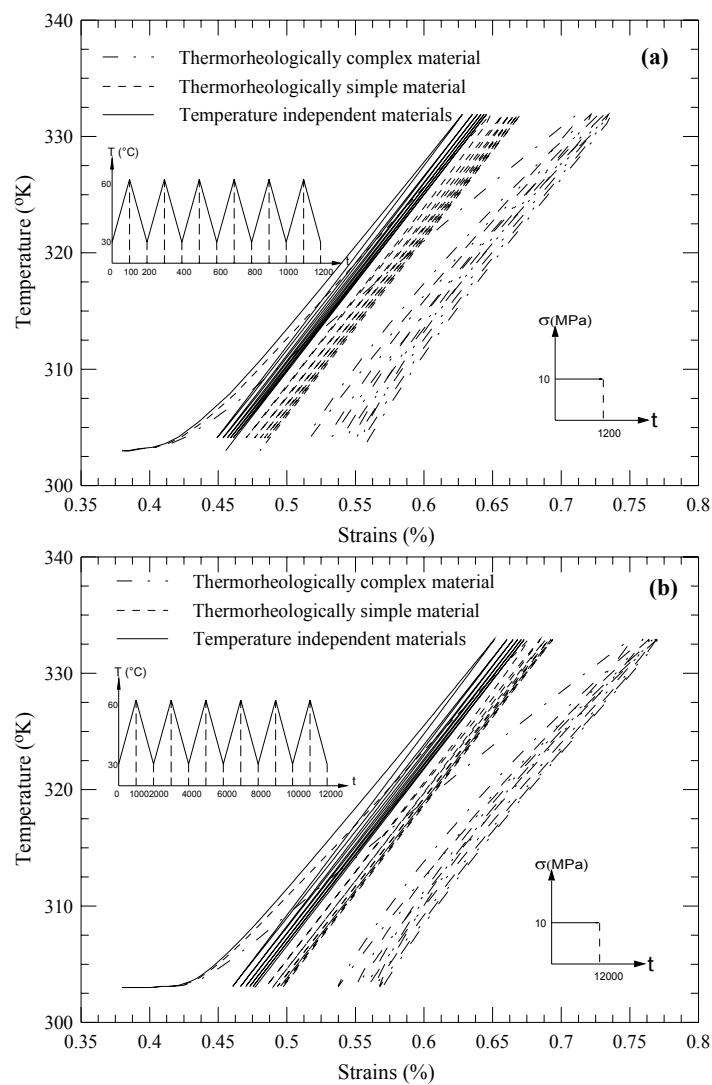 340
(a)
Thermorheologically complex material
Thermorheologically simple material
Temperature independent materials
330
T (°C)
60
30
0 100 200 400 600 800 1000 1200 t
320
Temperature (ºK)
σ(MPa)
10
1200 t
310
300
0.35 0.4 0.45 0.5 0.55 0.6 0.65 0.7 0.75 0.8
Strains (%)
340
(b)
Thermorheologically complex material
Thermorheologically simple material
Temperature independent materials
330
T (°C)
60
30
0 1000 2000 4000 6000 8000 10000 12000 t
320
Temperature (ºK)
σ(MPa)
10
12000 t
310
300
0.35 0.4 0.45 0.5 0.55 0.6 0.65 0.7 0.75 0.8
Strains (%)